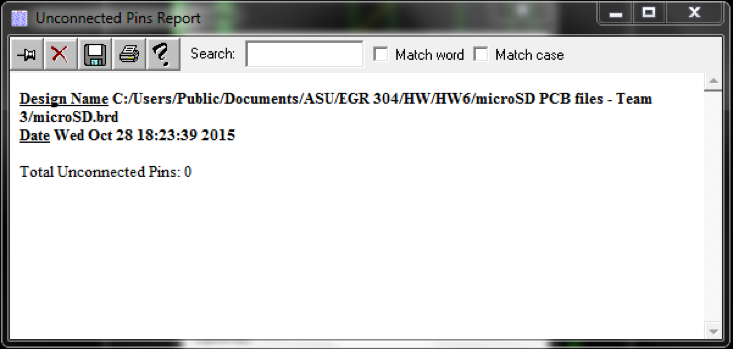 Unconnected Pins Report
Search:
Match word
Match case
Design Name C:/Users/Public/Documents/ASU/EGR 304/HW/HW6/microSD PCB files - Team
3/microSD.brd
Date Wed Oct 28 18:23:39 2015
Total Unconnected Pins: 0